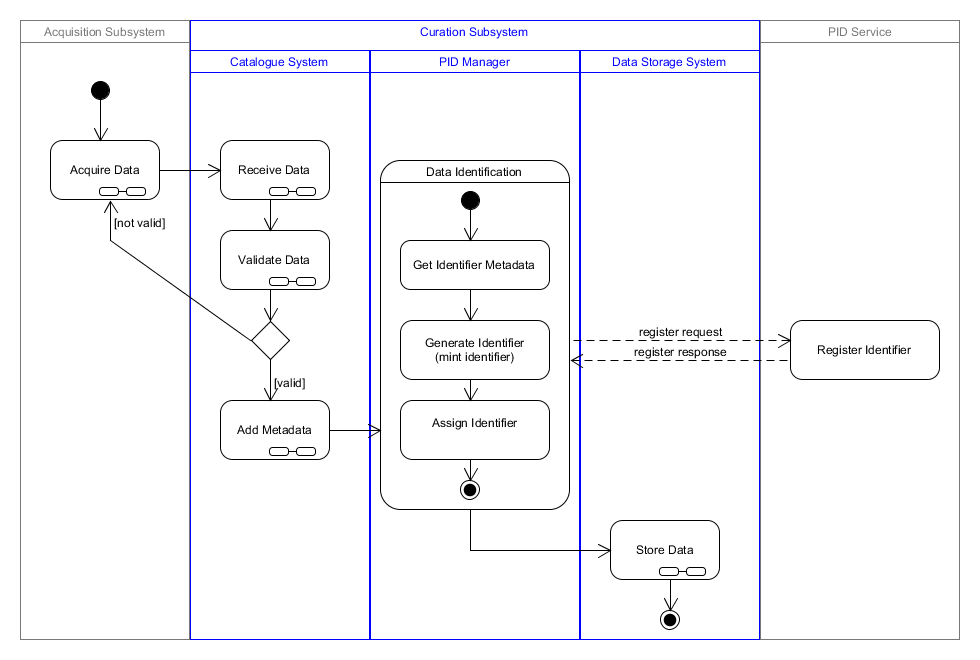 Acquisition Subsystem
Curation Subsystem
PID Service
Catalogue System
PID Manager
Data Storage System
Acquire Data
Receive Data
Data Identification
[not valid]
Validate Data
Get Identifier Metadata
Generate Identifier
(mint identifier)
register request
register response
Register Identifier
[valid]
Add Metadata
Assign Identifier
Store Data